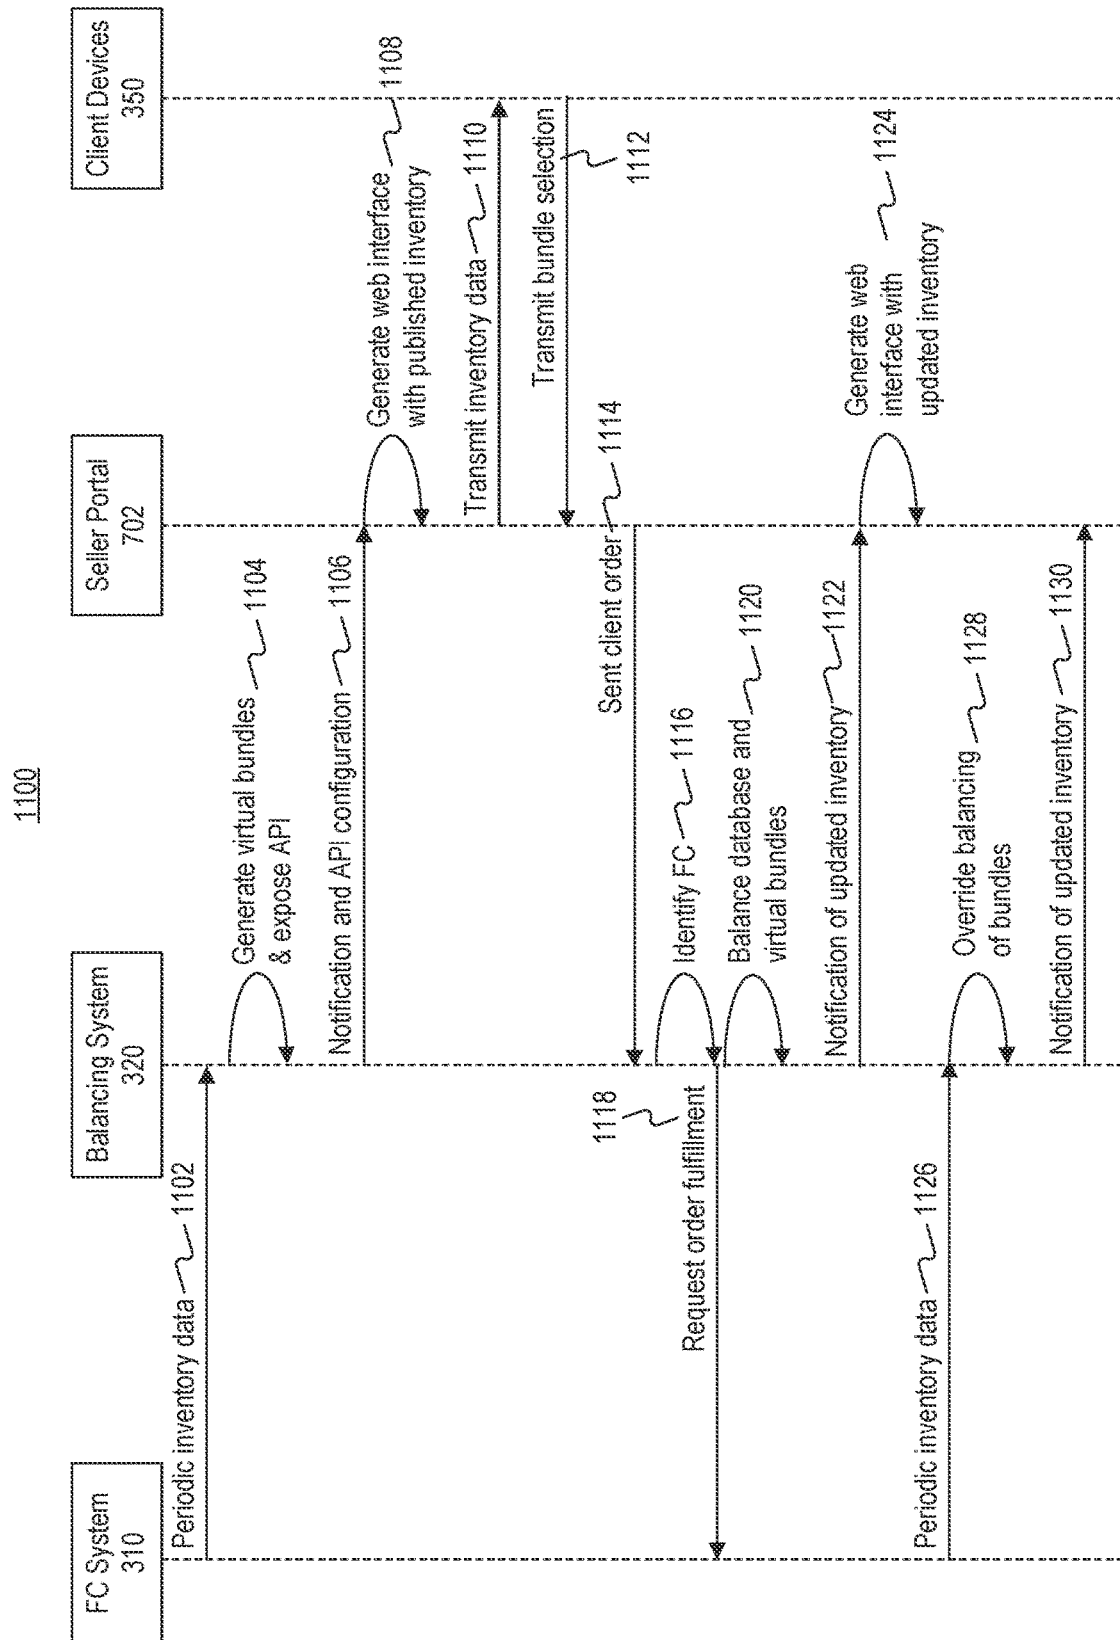 1100
FC System
310
Balancing System
320
Seller Portal
702
Client Devices
350
Periodic inventory data
1102
Generate virtual bundles
& expose API
1104
Notification and API configuration
1106
Generate web interface
with published inventory
1108
Transmit inventory data
1110
Transmit bundle selection
1112
Sent client order
1114
Identify FC
1116
1118
Request order fulfillment
Balance database and
virtual bundles
1120
Notification of updated inventory
1122
Generate web
interface with
updated inventory
1124
Periodic inventory data
1126
Override balancing
of bundles
1128
Notification of updated inventory
1130